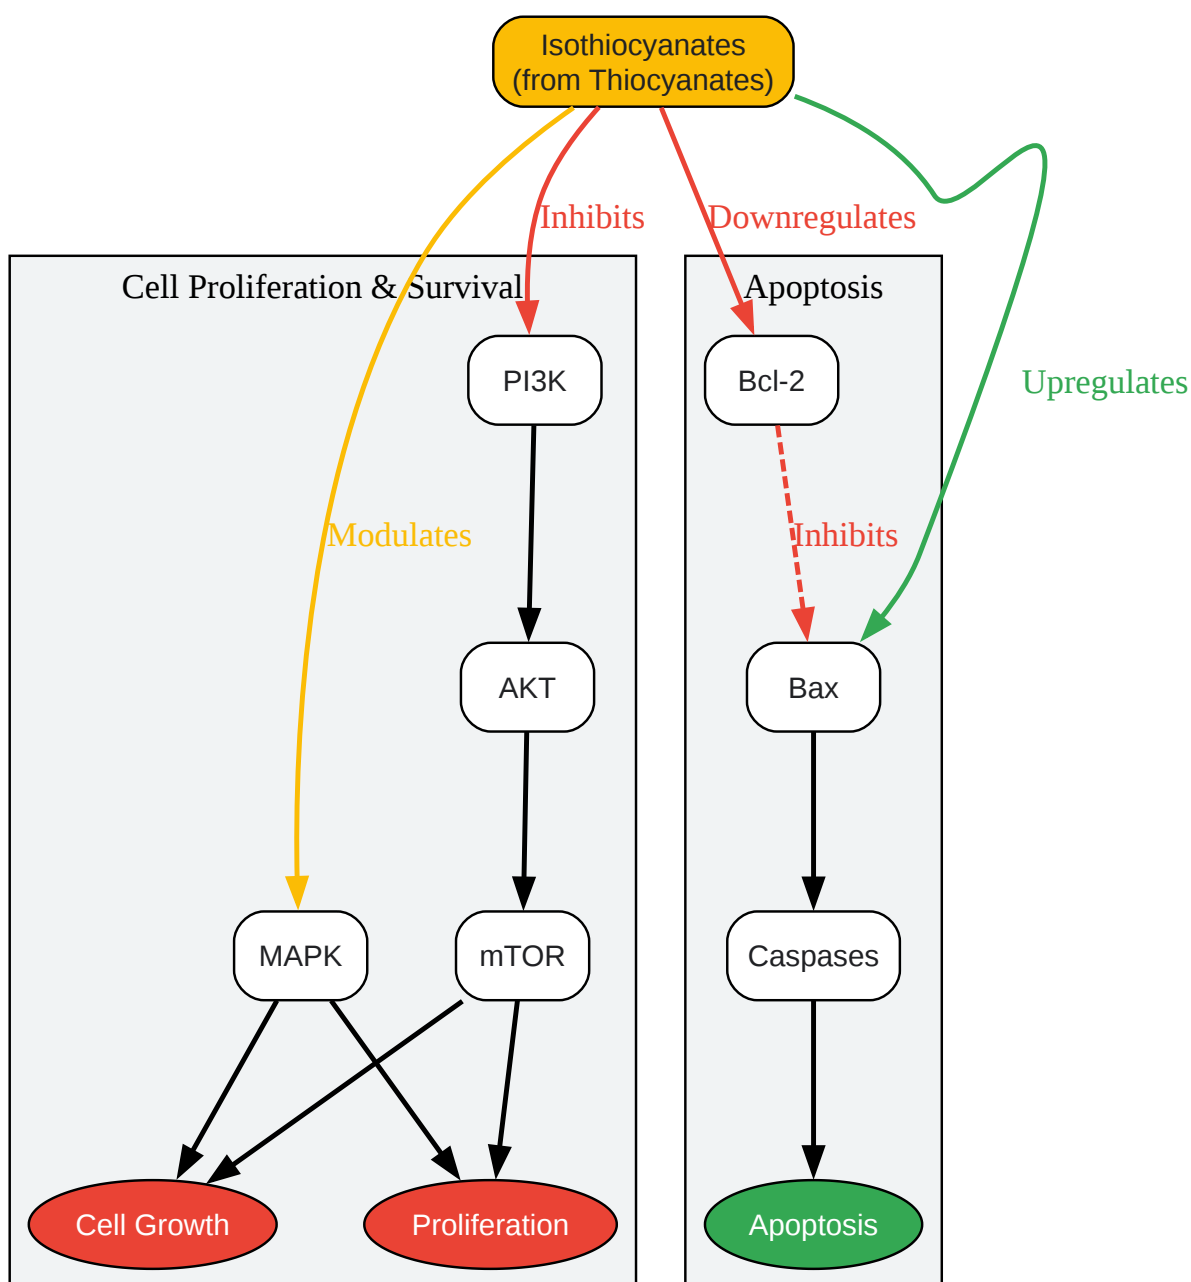 Isothiocyanates
(from Thiocyanates)
Inhibits
Downregulates
Cell Proliferation & Survival
Apoptosis
PI3K
Bcl-2
Upregulates
Modulates
Inhibits
AKT
Bax
MAPK
mTOR
Caspases
Cell Growth
Proliferation
Apoptosis